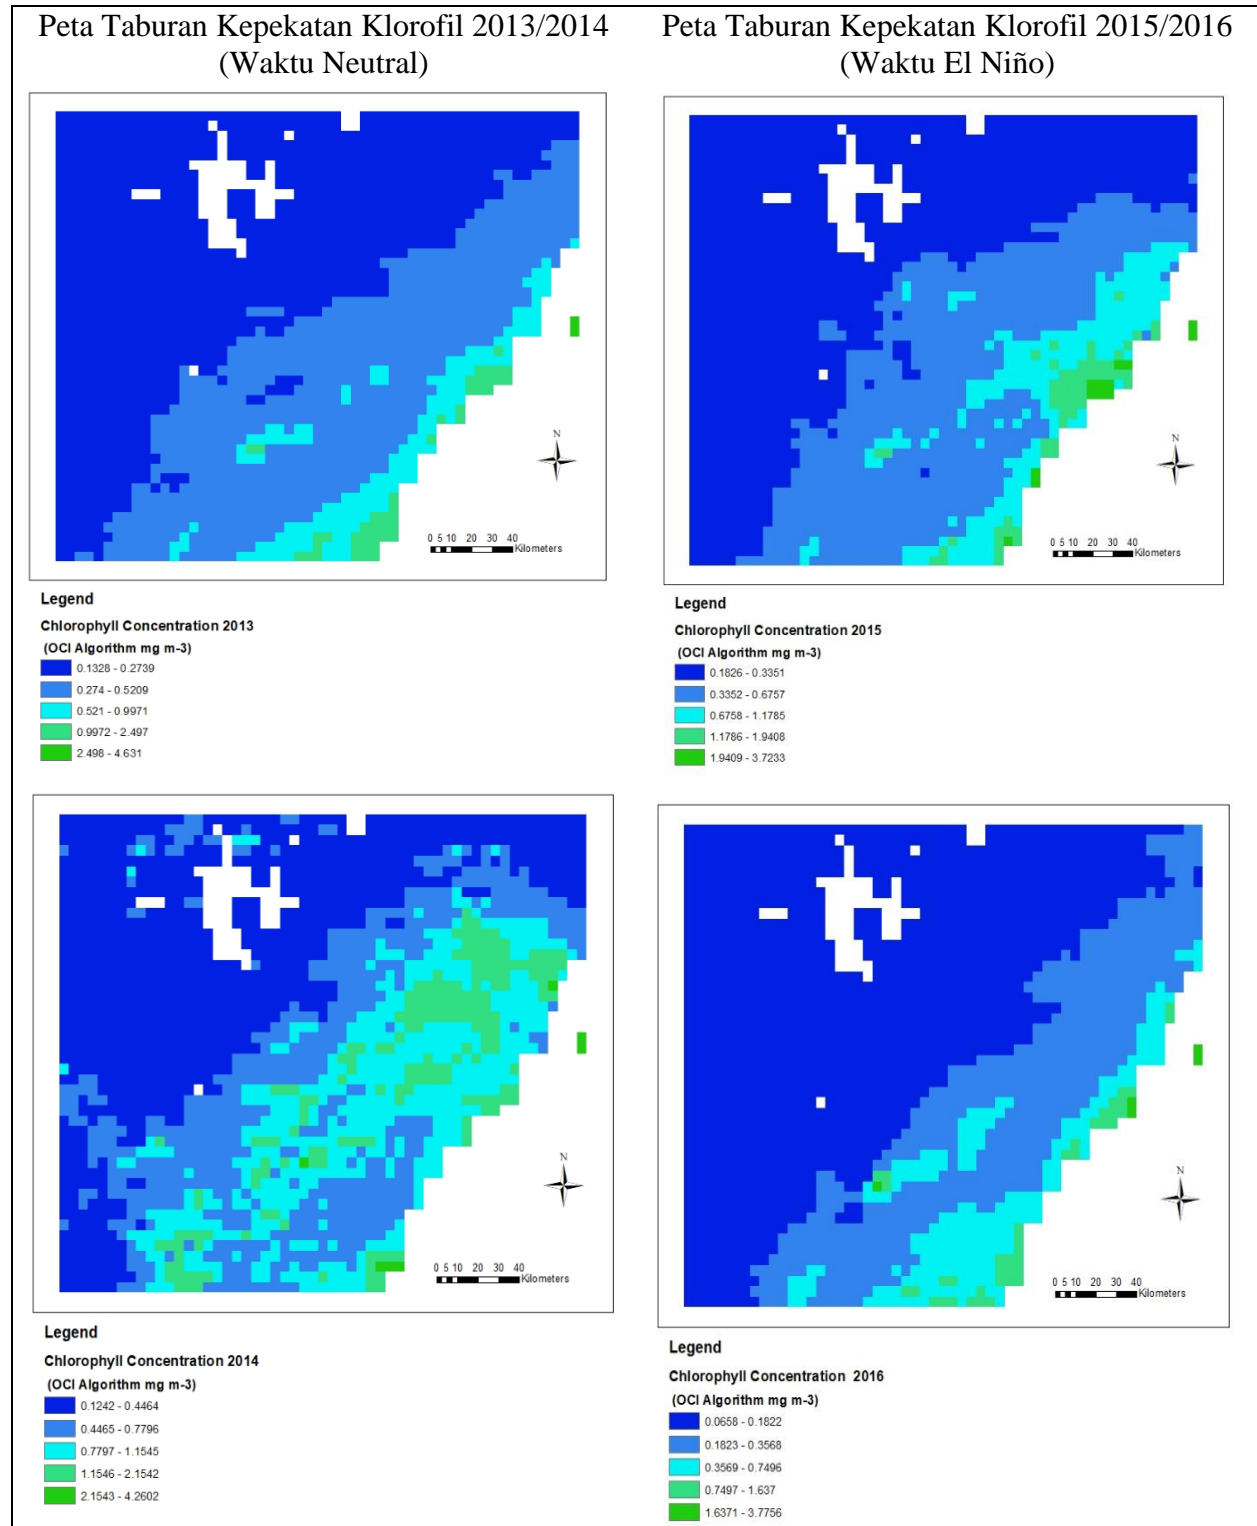 Peta Taburan Kepekatan Klorofil 2013/2014
(Waktu Neutral)
Peta Taburan Kepekatan Klorofil 2015/2016
(Waktu El Niño)
N
0 5 10 20 30 40
Kilometers
Legend
Chlorophyll Concentration 2013
(OCI Algorithm mg m-3)
0.1328 - 0.2739
0.274 - 0.5209
0.521 - 0.9971
0.9972 - 2.497
2.498 - 4.631
N
0 5 10 20 30 40
Kilometers
Legend
Chlorophyll Concentration 2015
(OCI Algorithm mg m-3)
0.1826 - 0.3351
0.3352 - 0.6757
0.6758 - 1.1785
1.1786 - 1.9408
1.9409 - 3.7233
N
0 5 10 20 30 40
Kilometers
Legend
Chlorophyll Concentration 2014
(OCI Algorithm mg m-3)
0.1242 - 0.4464
0.4465 - 0.7796
0.7797 - 1.1545
1.1546 - 2.1542
2.1543 - 4.2602
N
0 5 10 20 30 40
Kilometers
Legend
Chlorophyll Concentration 2016
(OCI Algorithm mg m-3)
0.0658 - 0.1822
0.1823 - 0.3568
0.3569 - 0.7496
0.7497 - 1.637
1.6371 - 3.7756